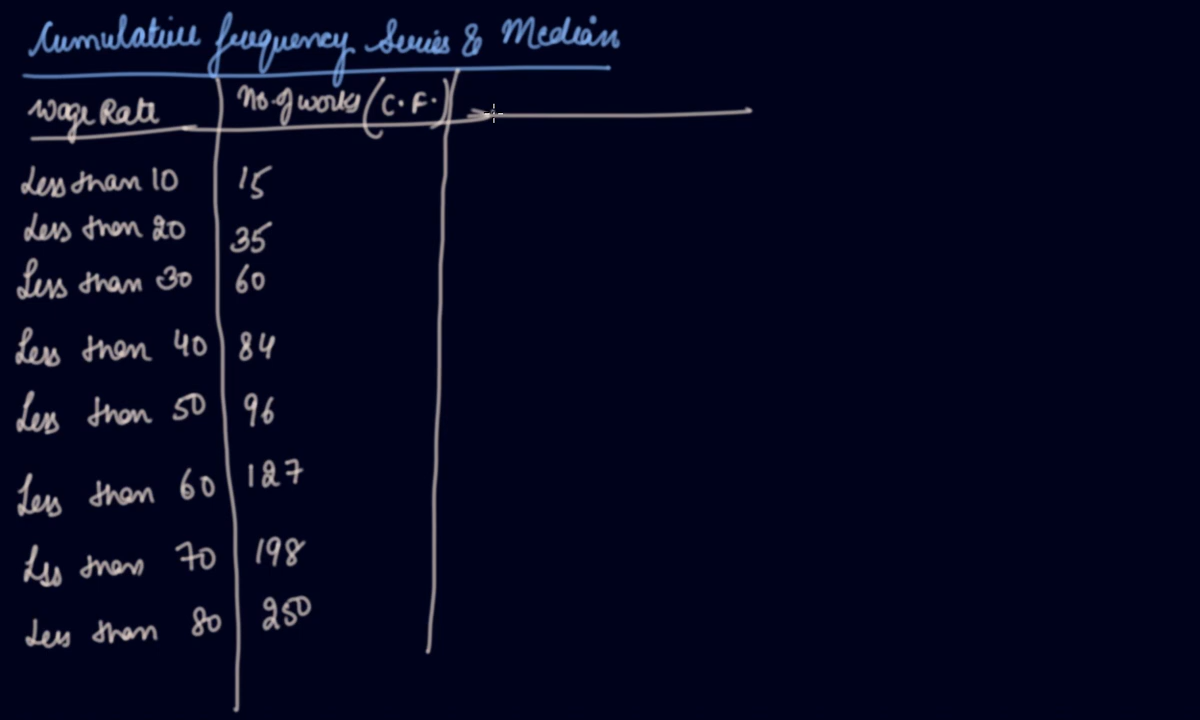 Cumulative frequency Series & Median
Wage Rate No. of works (C.F.)
Less than 10 15
Less than 20 35
Less than 30 60
Less than 40 84
Less than 50 96
Less than 60 127
Lss than 70 198
Less than 80 250